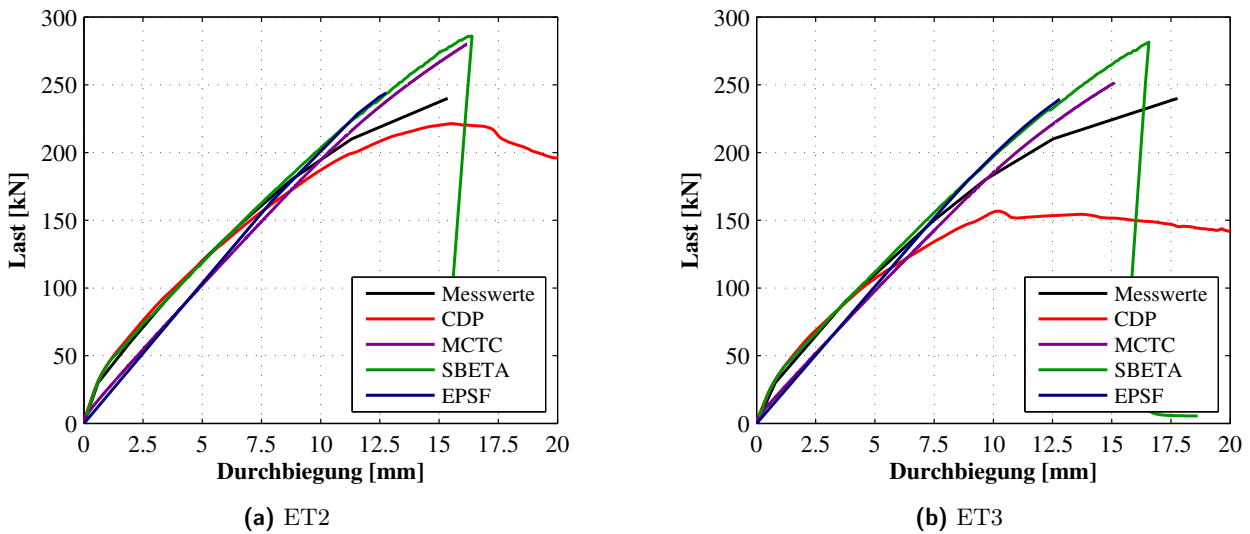 300
250
200
150
100
50
0
Last [kN]
Messwerte
CDP
MCTC
SBETA
EPSF
0 2.5 5 7.5 10 12.5 15 17.5 20
Durchbiegung [mm]
(a) ET2
300
250
200
150
100
50
0
Last [kN]
Messwerte
CDP
MCTC
SBETA
EPSF
0 2.5 5 7.5 10 12.5 15 17.5 20
Durchbiegung [mm]
(b) ET3